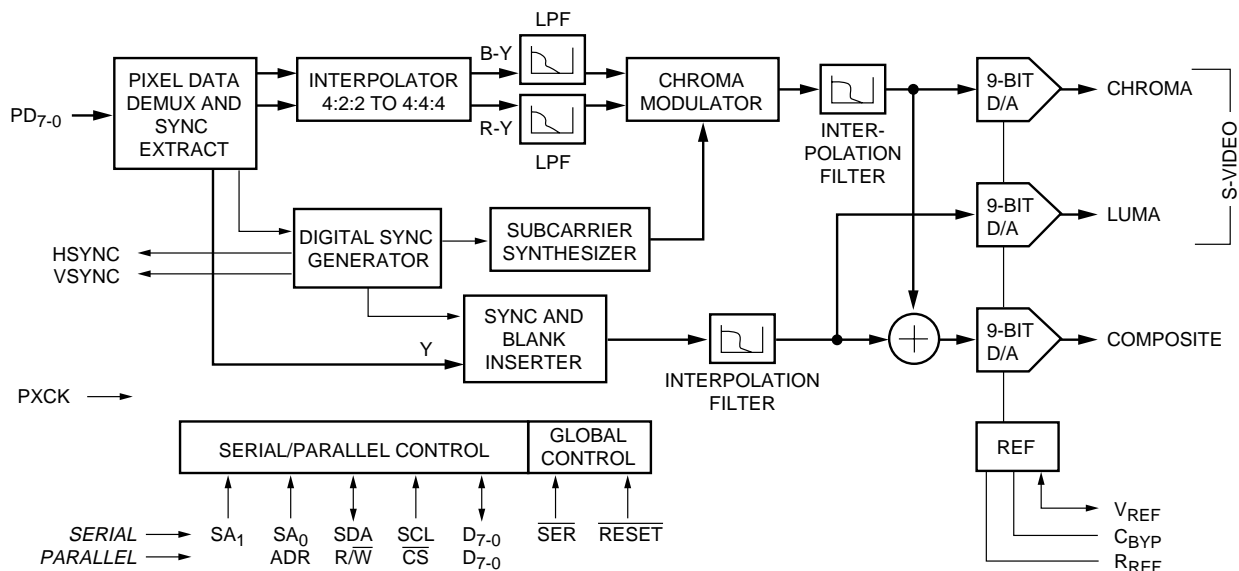 LPF
B-Y
PIXEL DATA
DEMUX AND
SYNC
EXTRACT
INTERPOLATOR
4:2:2 TO 4:4:4
CHROMA
MODULATOR
9-BIT
D/A
CHROMA
PD7-0
R-Y
LPF
INTER-
POLATION
FILTER
S-VIDEO
9-BIT
D/A
LUMA
HSYNC
VSYNC
DIGITAL SYNC
GENERATOR
SUBCARRIER
SYNTHESIZER
Y
SYNC AND
BLANK
INSERTER
INTERPOLATION
FILTER
+
9-BIT
D/A
COMPOSITE
PXCK
SERIAL/PARALLEL CONTROL
GLOBAL
CONTROL
REF
SERIAL SA1 SA0 SDA SCL D7-0 S̅E̅R̅ R̅E̅S̅E̅T̅
PARALLEL ADR R/W̅ C̅S̅ D7-0
VREF
CBYP
RREF